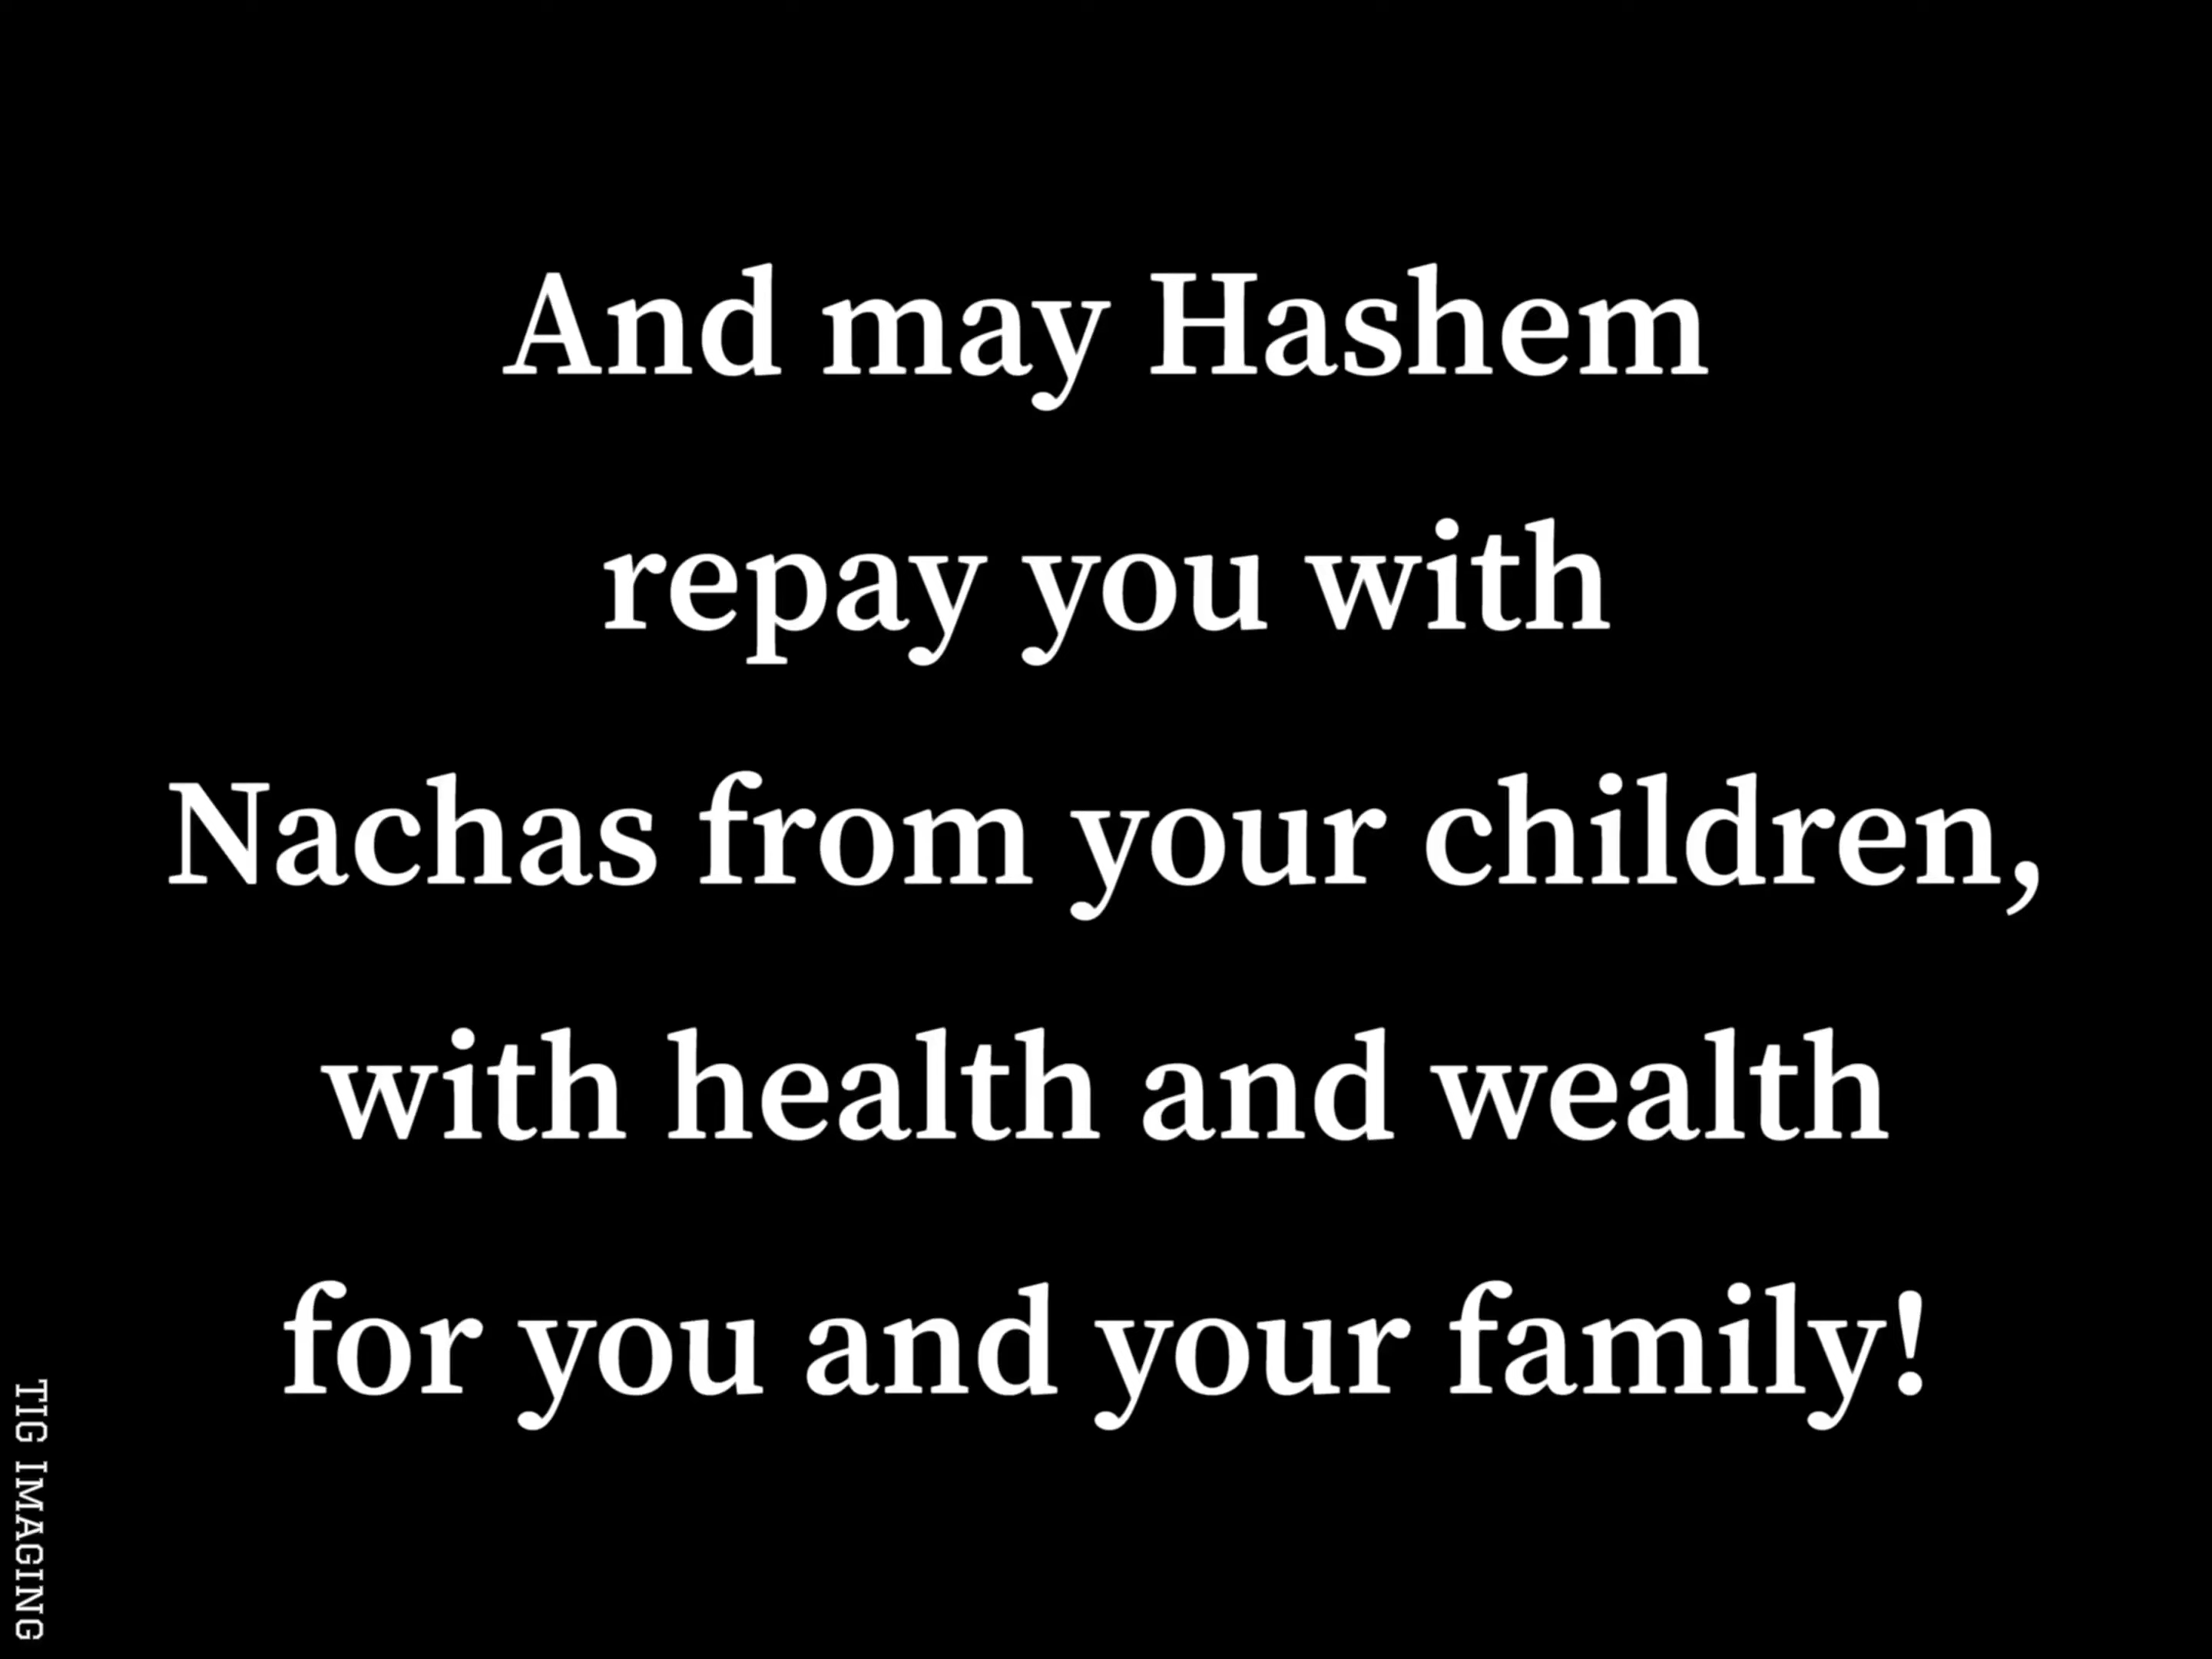 And may Hashem
repay you with
Nachas from your children,
with health and wealth
for you and your family!
TIG IMAGING